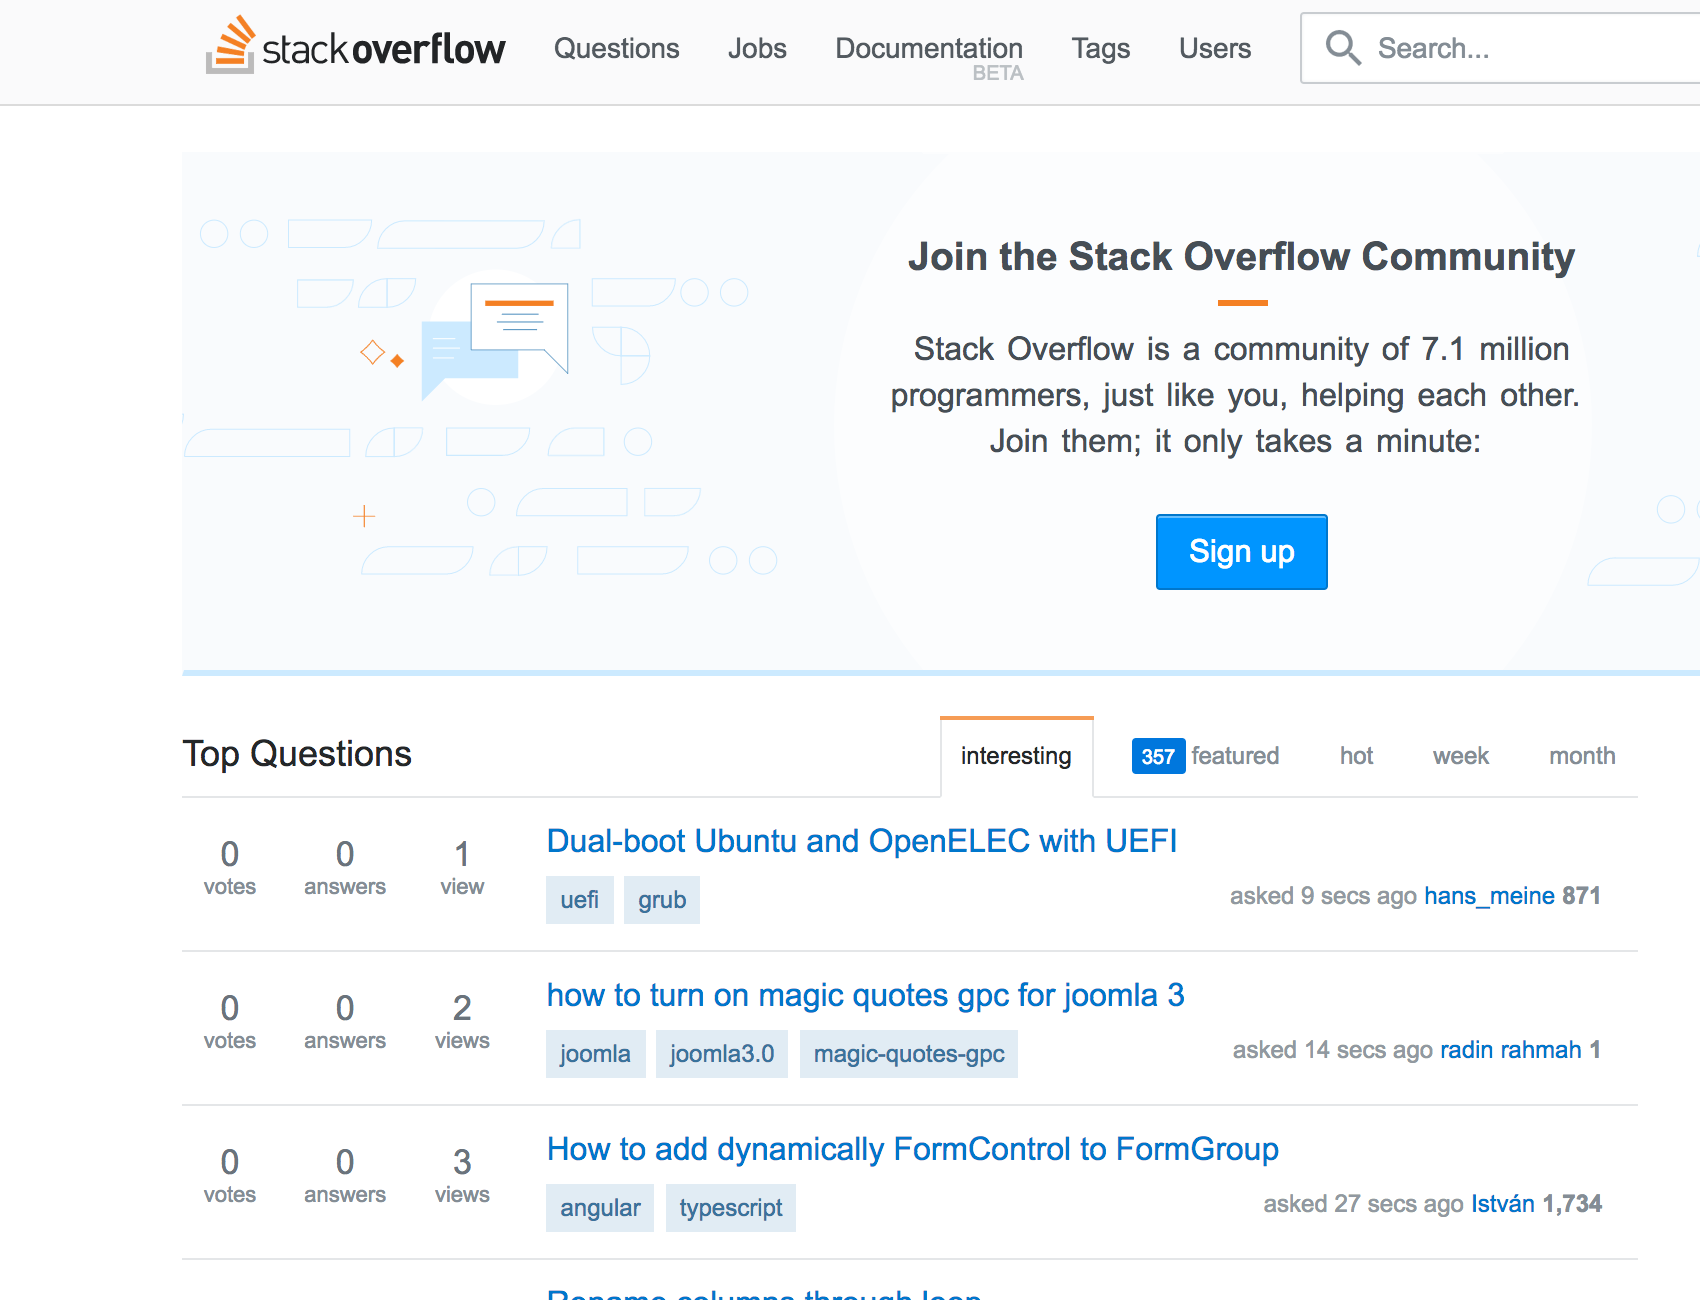 stackoverflow Questions Jobs Documentation Tags Users Search...
BETA
Join the Stack Overflow Community
Stack Overflow is a community of 7.1 million
programmers, just like you, helping each other.
Join them; it only takes a minute:
Sign up
Top Questions interesting 357 featured hot week month
0 votes 0 answers 1 view
Dual-boot Ubuntu and OpenELEC with UEFI
uefi grub
asked 9 secs ago hans_meine 871
0 votes 0 answers 2 views
how to turn on magic quotes gpc for joomla 3
joomla joomla3.0 magic-quotes-gpc
asked 14 secs ago radin rahmah 1
0 votes 0 answers 3 views
How to add dynamically FormControl to FormGroup
angular typescript
asked 27 secs ago István 1,734
Rename columns through loop